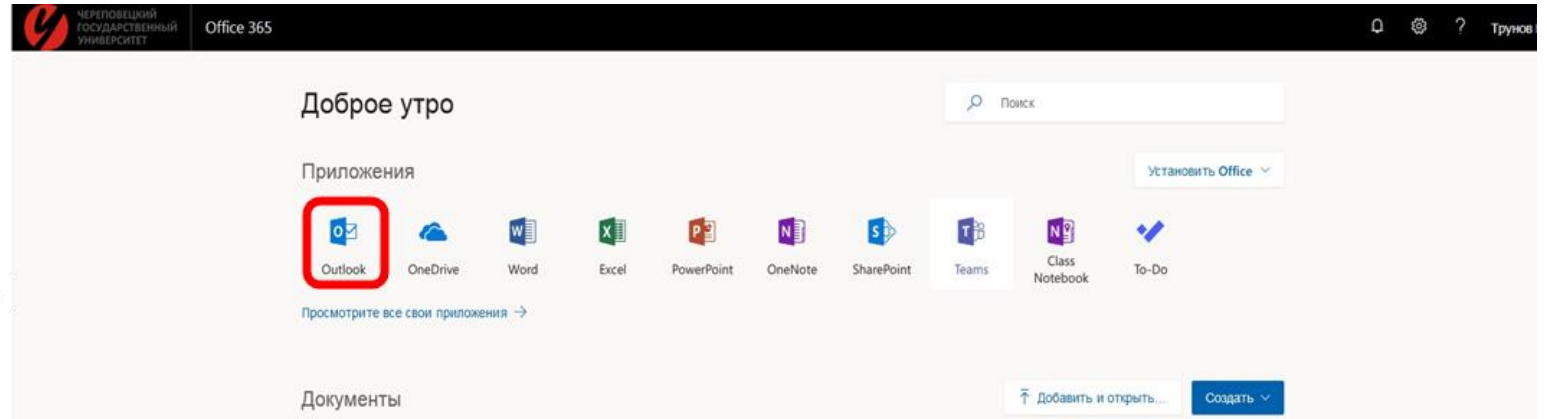 ЧЕРЕПОВЕЦКИЙ
ГОСУДАРСТВЕННЫЙ
УНИВЕРСИТЕТ
Office 365
? Трунов
Доброе утро
Поиск
Приложения
Установить Office
Outlook
OneDrive
Word
Excel
PowerPoint
OneNote
SharePoint
Teams
Class
Notebook
To-Do
Просмотрите все свои приложения →
Документы
Добавить и открыть...
Создать